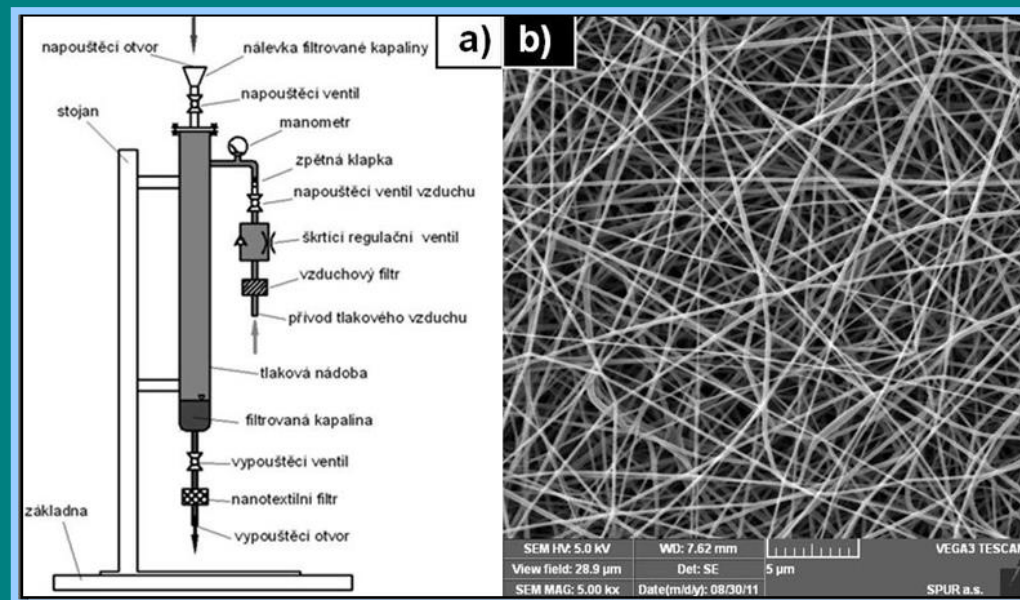 a)
b)
napouštěcí otvor
nálevka filtrované kapaliny
napouštěcí ventil
stojan
manometr
zpětná klapka
napouštěcí ventil vzduchu
škrtící regulační ventil
vzduchový filtr
přívod tlakového vzduchu
tlaková nádoba
filtrovaná kapalina
vypouštěcí ventil
nanotextilní filtr
základna
vypouštěcí otvor
SEM HV: 5.0 kV
WD: 7.62 mm
VEGA3 TESCAN
View field: 28.9 µm
Det: SE
5 µm
SEM MAG: 5.00 kx
Date(m/d/y): 08/30/11
SPUR a.s.